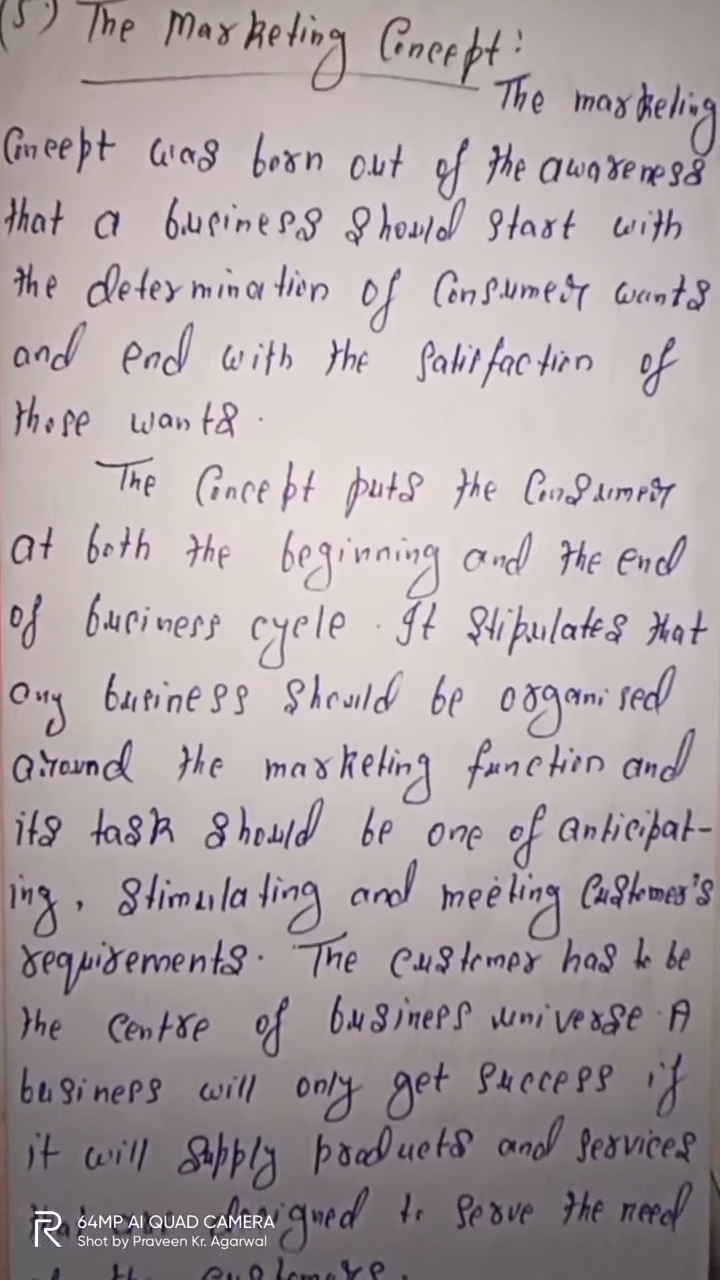 (5) The Marketing Concept:
The marketing
Concept was born out of the awareness
that a business should start with
the determination of Consumer wants
and end with the satisfaction of
those wants.
The Concept puts the Consumer
at both the beginning and the end
of business cycle. It stipulates that
any business should be organised
around the marketing function and
its task should be one of anticipat-
ing, stimulating and meeting Customer's
requirements. The customer has to be
the centre of business universe. A
business will only get success if
it will supply products and services
designed to serve the need
the customers.
64MP AI QUAD CAMERA
Shot by Praveen Kr. Agarwal